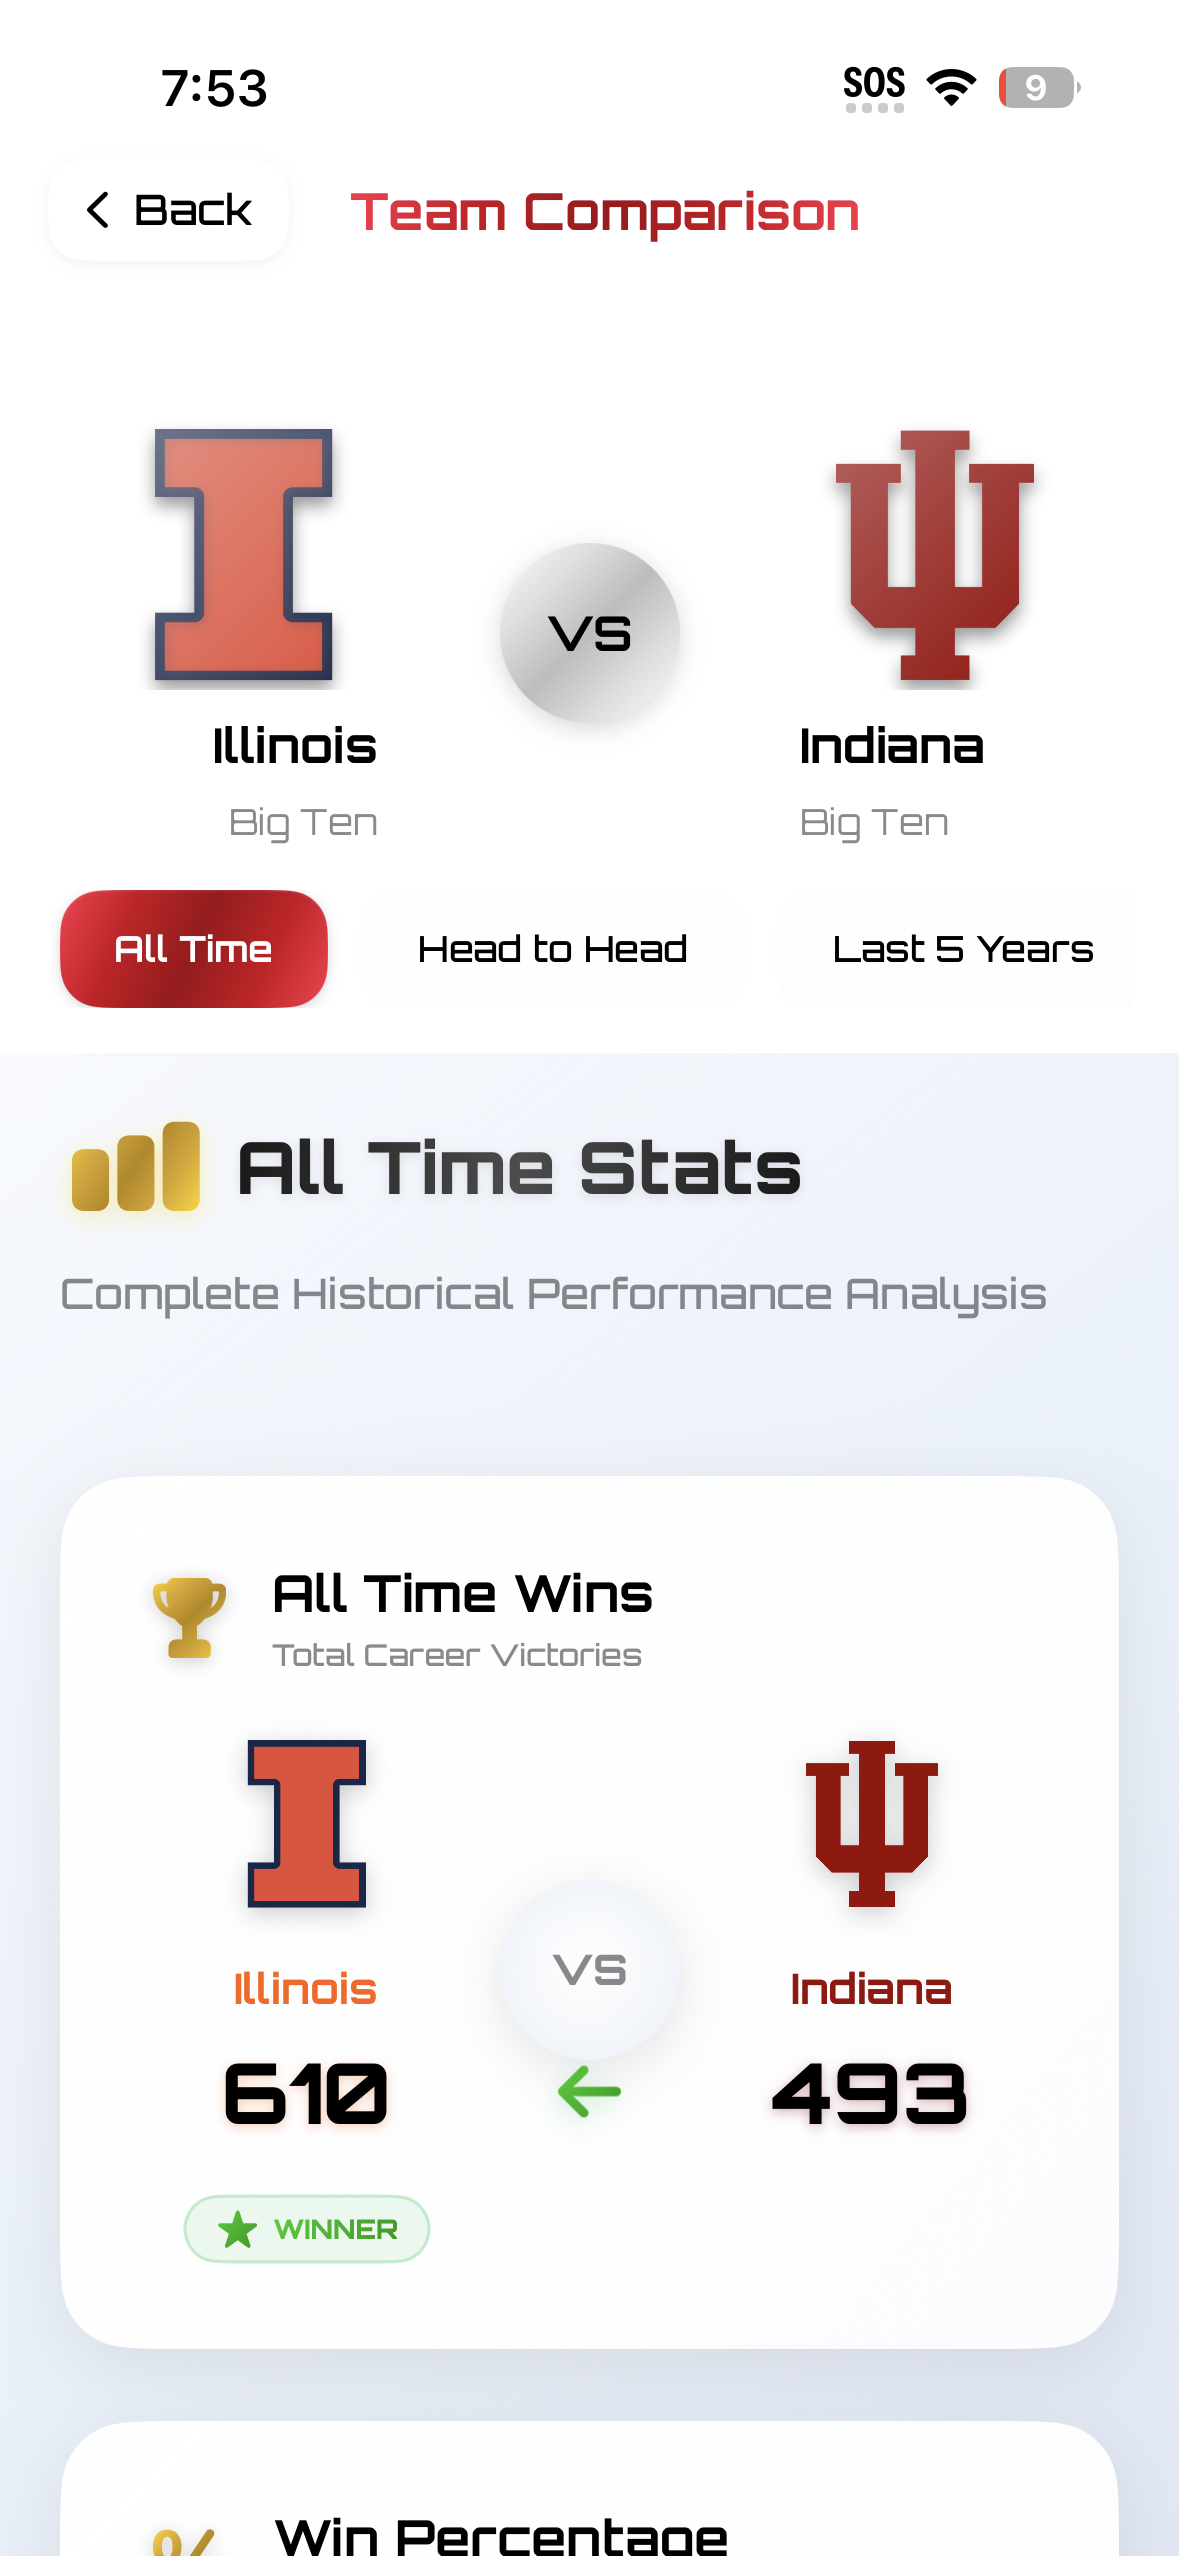 7:53
SOS
9
Back
Team Comparison
VS
Illinois
Indiana
Big Ten
Big Ten
All Time
Head to Head
Last 5 Years
All Time Stats
Complete Historical Performance Analysis
All Time Wins
Total Career Victories
VS
Illinois
Indiana
610
493
WINNER
% Win Percentage